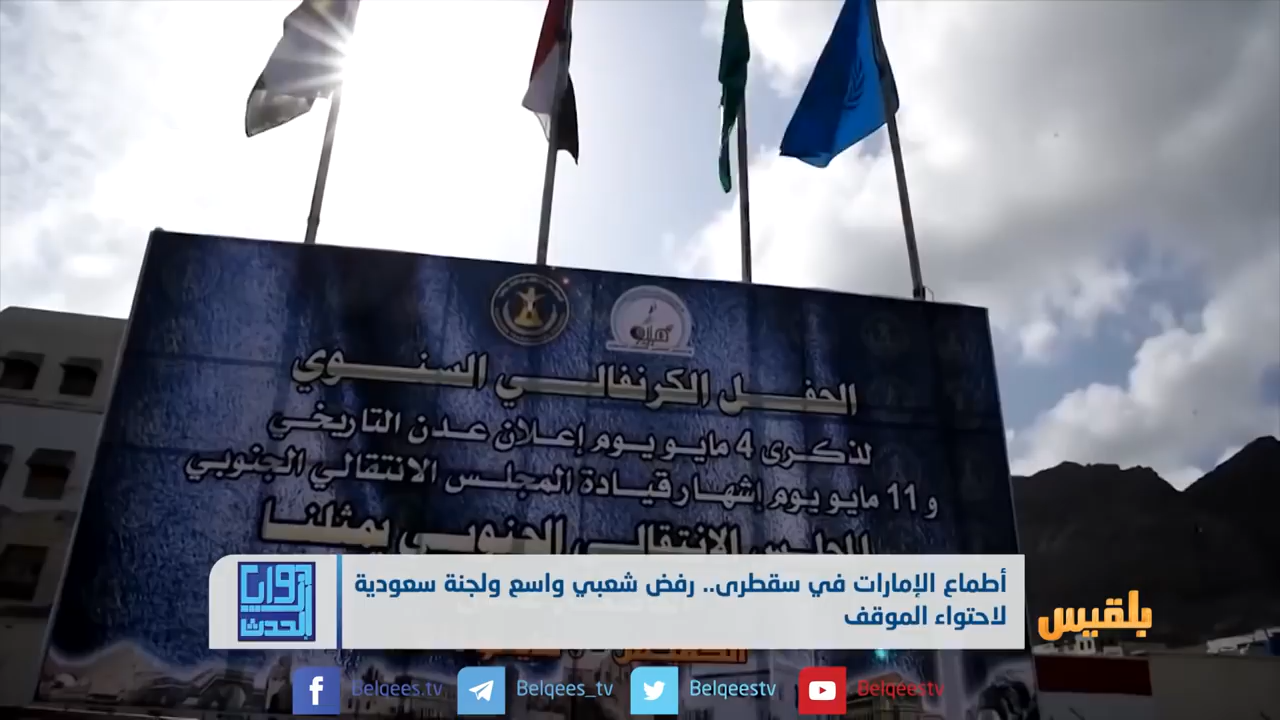 الحفل الكرنفالي السنوي
لذكرى 4 مايو يوم إعلان عدن التاريخي
و 11 مايو يوم إشهار قيادة المجلس الانتقالي الجنوبي
المجلس الانتقالي الجنوبي يمثلنا
أطماع الإمارات في سقطرى.. رفض شعبي واسع ولجنة سعودية
لاحتواء الموقف
أبواب
الحدث
بلقيس
Belqees.tv
Belqees_tv
Belqeestv
Belqeestv